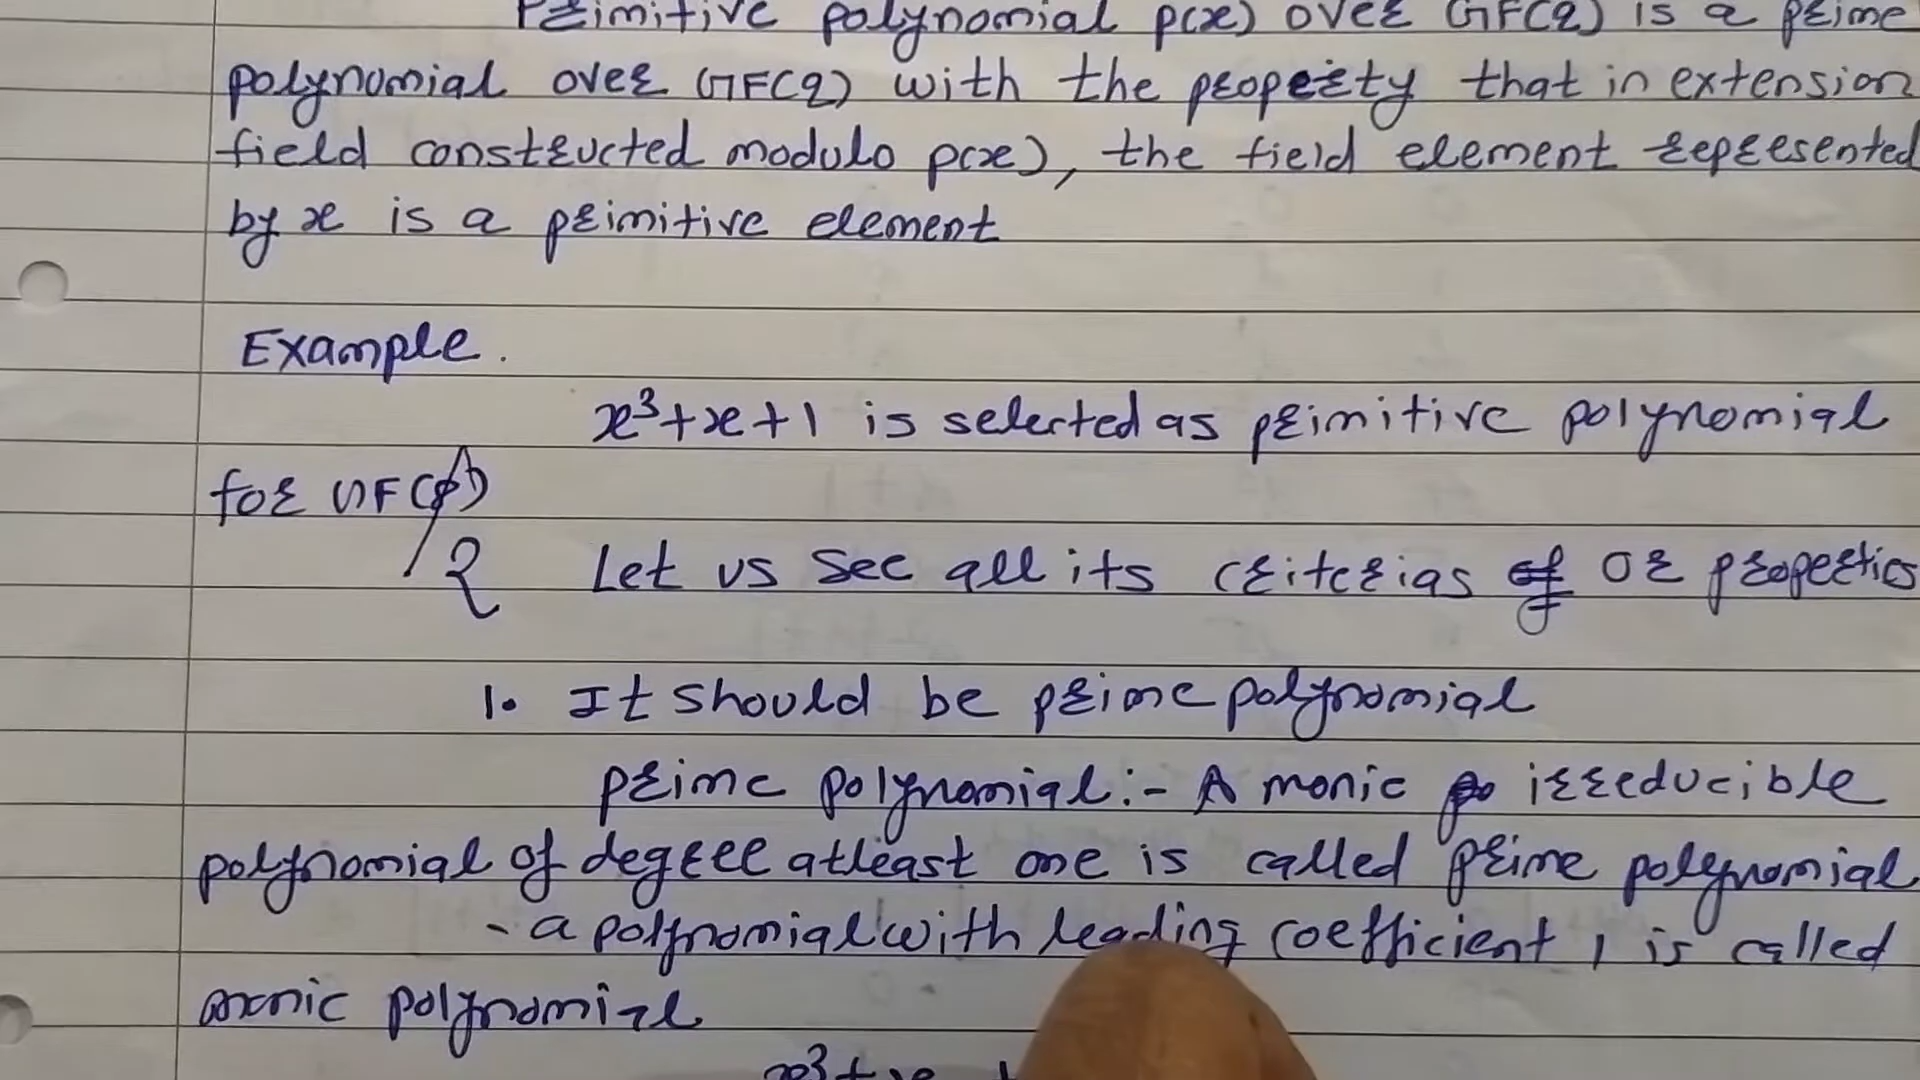 Primitive polynomial p(x) over GF(q) is a prime
polynomial over GF(q) with the property that in extension
field constructed modulo p(x), the field element represented
by x is a primitive element
Example.
x³+x+1 is selected as primitive polynomial
for GF(
2
Let us see all its criterias of or properties
1. It should be prime polynomial
prime polynomial:- A monic irreducible
polynomial of degree atleast one is called prime polynomial
- a polynomial with leading coefficient 1 is called
monic polynomial
x³+x